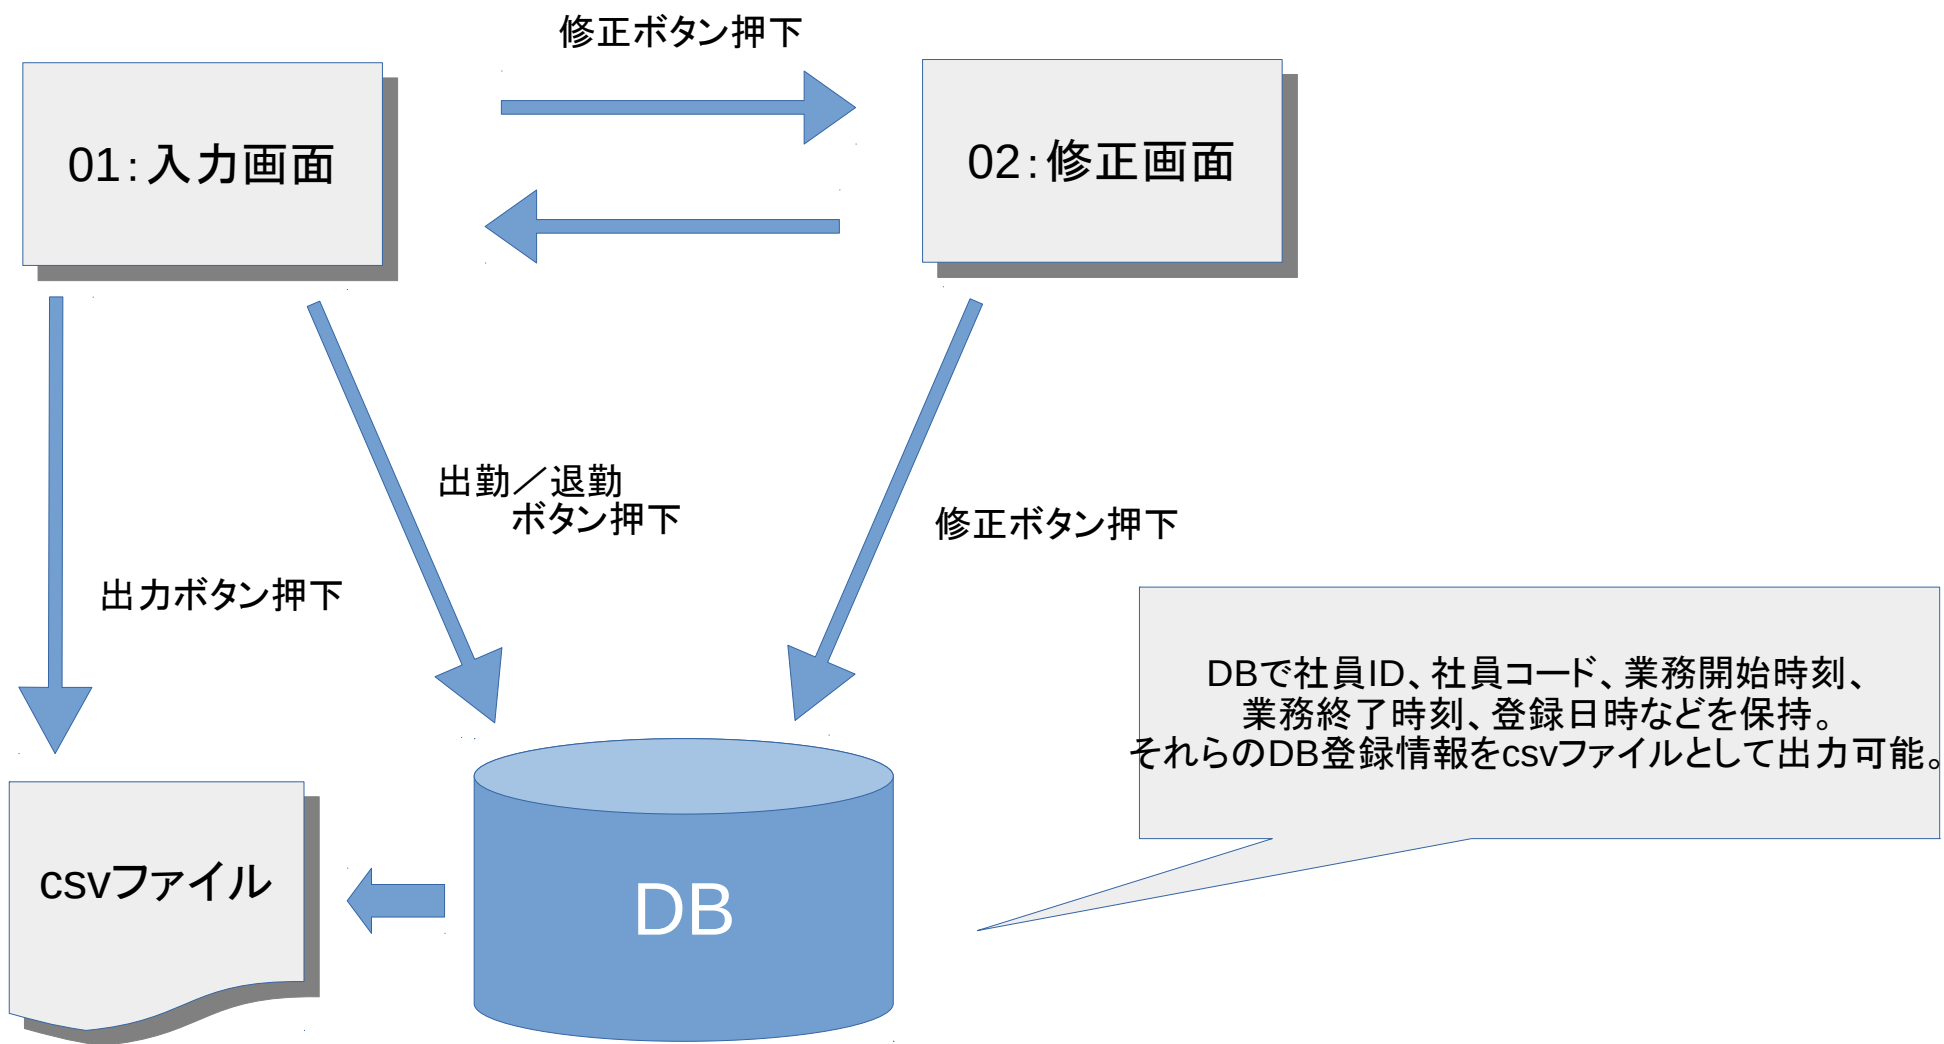 修正ボタン押下
01：入力画面
02：修正画面
出勤／退勤
ボタン押下
修正ボタン押下
出力ボタン押下
DBで社員ID、社員コード、業務開始時刻、
業務終了時刻、登録日時などを保持。
それらのDB登録情報をcsvファイルとして出力可能。
csvファイル
DB